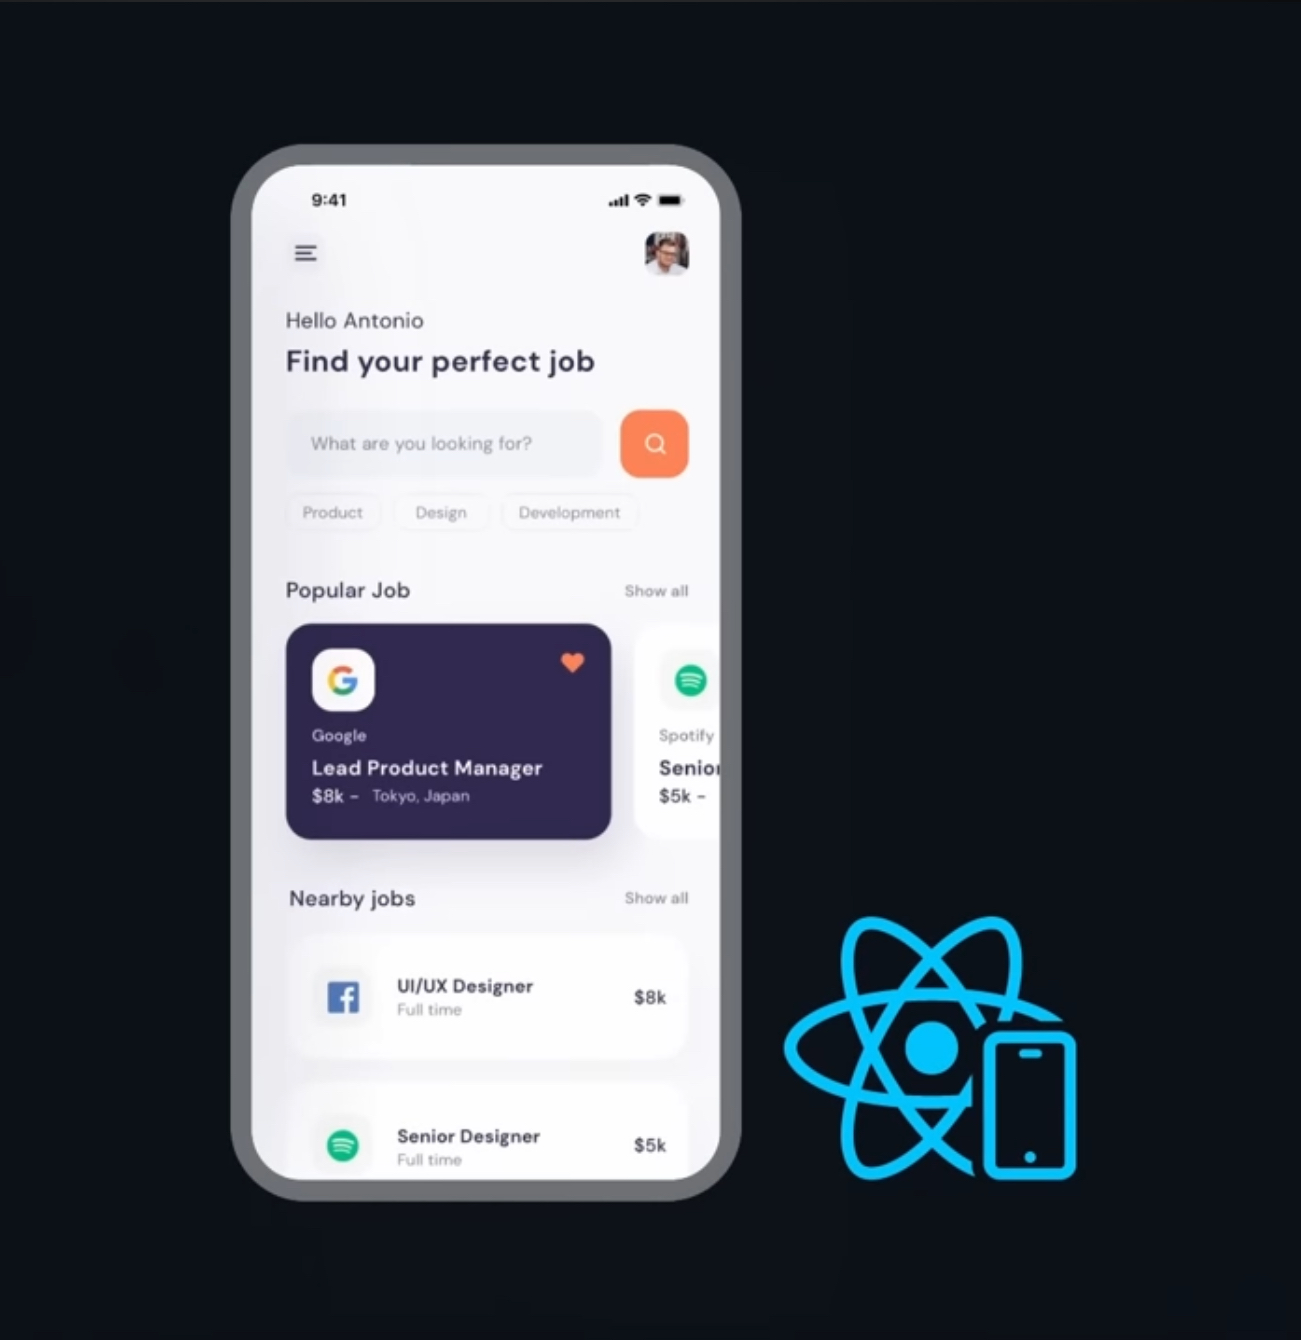 9:41
Hello Antonio
Find your perfect job
What are you looking for?
Product Design Development
Popular Job Show all
Google
Lead Product Manager
$8k – Tokyo, Japan
Spotify
Senior
$5k –
Nearby jobs Show all
UI/UX Designer
Full time
$8k
Senior Designer
Full time
$5k